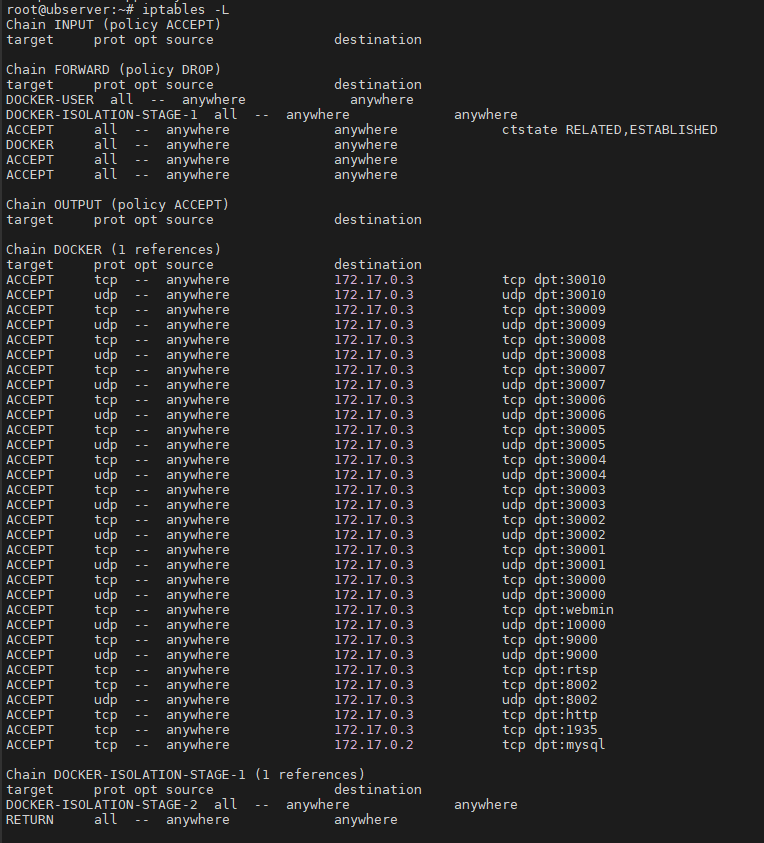 root@ubserver:~# iptables -L
Chain INPUT (policy ACCEPT)
target     prot opt source               destination

Chain FORWARD (policy DROP)
target     prot opt source               destination
DOCKER-USER  all  --  anywhere             anywhere
DOCKER-ISOLATION-STAGE-1  all  --  anywhere             anywhere
ACCEPT     all  --  anywhere             anywhere             ctstate RELATED,ESTABLISHED
DOCKER     all  --  anywhere             anywhere
ACCEPT     all  --  anywhere             anywhere
ACCEPT     all  --  anywhere             anywhere

Chain OUTPUT (policy ACCEPT)
target     prot opt source               destination

Chain DOCKER (1 references)
target     prot opt source               destination
ACCEPT     tcp  --  anywhere             172.17.0.3           tcp dpt:30010
ACCEPT     udp  --  anywhere             172.17.0.3           udp dpt:30010
ACCEPT     tcp  --  anywhere             172.17.0.3           tcp dpt:30009
ACCEPT     udp  --  anywhere             172.17.0.3           udp dpt:30009
ACCEPT     tcp  --  anywhere             172.17.0.3           tcp dpt:30008
ACCEPT     udp  --  anywhere             172.17.0.3           udp dpt:30008
ACCEPT     tcp  --  anywhere             172.17.0.3           tcp dpt:30007
ACCEPT     udp  --  anywhere             172.17.0.3           udp dpt:30007
ACCEPT     tcp  --  anywhere             172.17.0.3           tcp dpt:30006
ACCEPT     udp  --  anywhere             172.17.0.3           udp dpt:30006
ACCEPT     tcp  --  anywhere             172.17.0.3           tcp dpt:30005
ACCEPT     udp  --  anywhere             172.17.0.3           udp dpt:30005
ACCEPT     tcp  --  anywhere             172.17.0.3           tcp dpt:30004
ACCEPT     udp  --  anywhere             172.17.0.3           udp dpt:30004
ACCEPT     tcp  --  anywhere             172.17.0.3           tcp dpt:30003
ACCEPT     udp  --  anywhere             172.17.0.3           udp dpt:30003
ACCEPT     tcp  --  anywhere             172.17.0.3           tcp dpt:30002
ACCEPT     udp  --  anywhere             172.17.0.3           udp dpt:30002
ACCEPT     tcp  --  anywhere             172.17.0.3           tcp dpt:30001
ACCEPT     udp  --  anywhere             172.17.0.3           udp dpt:30001
ACCEPT     tcp  --  anywhere             172.17.0.3           tcp dpt:30000
ACCEPT     udp  --  anywhere             172.17.0.3           udp dpt:30000
ACCEPT     tcp  --  anywhere             172.17.0.3           tcp dpt:webmin
ACCEPT     udp  --  anywhere             172.17.0.3           udp dpt:10000
ACCEPT     tcp  --  anywhere             172.17.0.3           tcp dpt:9000
ACCEPT     udp  --  anywhere             172.17.0.3           udp dpt:9000
ACCEPT     tcp  --  anywhere             172.17.0.3           tcp dpt:rtsp
ACCEPT     tcp  --  anywhere             172.17.0.3           tcp dpt:8002
ACCEPT     udp  --  anywhere             172.17.0.3           udp dpt:8002
ACCEPT     tcp  --  anywhere             172.17.0.3           tcp dpt:http
ACCEPT     tcp  --  anywhere             172.17.0.3           tcp dpt:1935
ACCEPT     tcp  --  anywhere             172.17.0.2           tcp dpt:mysql

Chain DOCKER-ISOLATION-STAGE-1 (1 references)
target     prot opt source               destination
DOCKER-ISOLATION-STAGE-2  all  --  anywhere             anywhere
RETURN     all  --  anywhere             anywhere